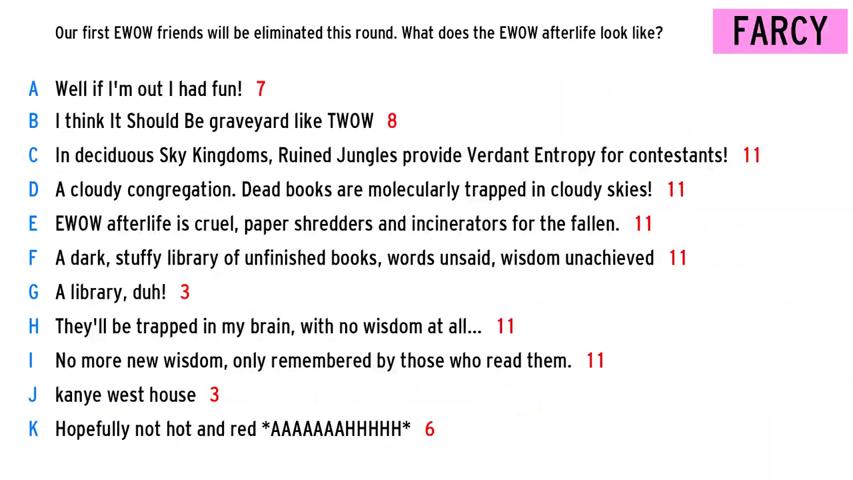 Our first EWOW friends will be eliminated this round. What does the EWOW afterlife look like?
FARCY
A Well if I'm out I had fun! 7
B I think It Should Be graveyard like TWOW 8
C In deciduous Sky Kingdoms, Ruined Jungles provide Verdant Entropy for contestants! 11
D A cloudy congregation. Dead books are molecularly trapped in cloudy skies! 11
E EWOW afterlife is cruel, paper shredders and incinerators for the fallen. 11
F A dark, stuffy library of unfinished books, words unsaid, wisdom unachieved 11
G A library, duh! 3
H They'll be trapped in my brain, with no wisdom at all... 11
I No more new wisdom, only remembered by those who read them. 11
J kanye west house 3
K Hopefully not hot and red *AAAAAAAHHHHH* 6